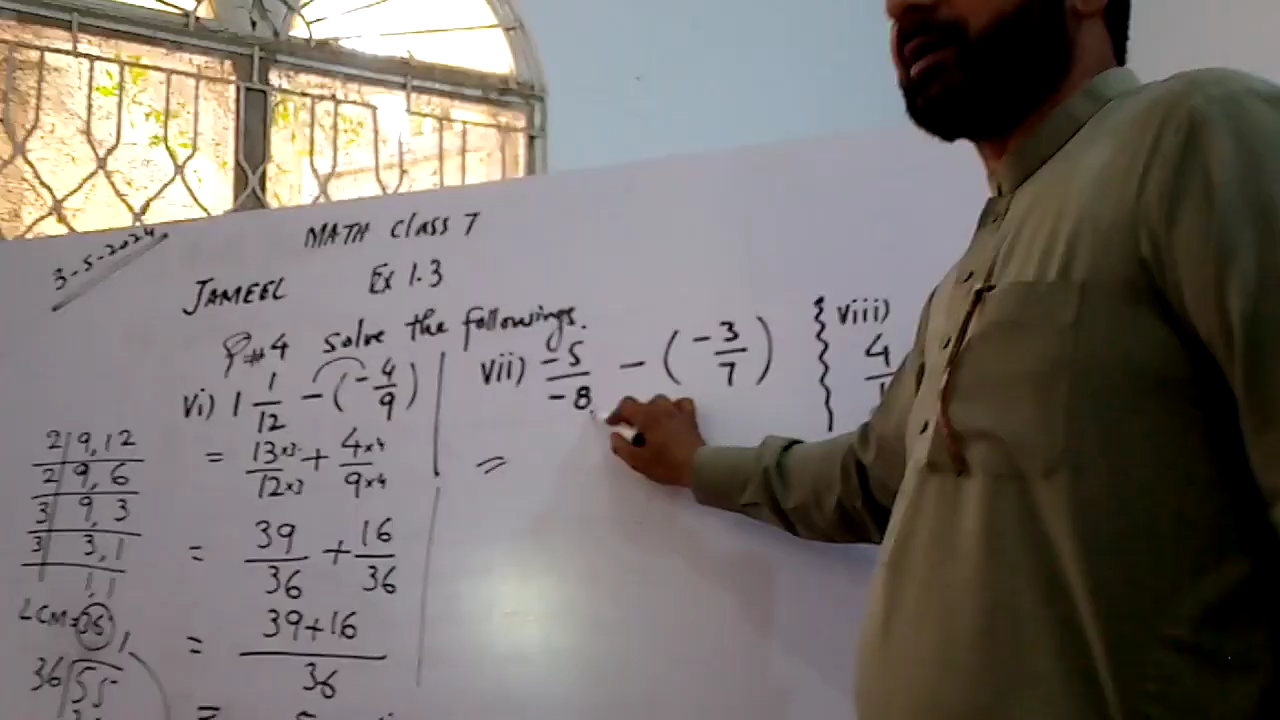 3-5-2024
MATH Class 7
JAMEEL Ex 1.3
Q#4 Solve the followings.
vi) 1 1/12 - (-4/9)
= 13×3/12×3 + 4×4/9×4
= 39/36 + 16/36
= 39+16/36
=
2 | 9, 12
2 | 9, 6
3 | 9, 3
3 | 3, 1
1, 1
LCM=36
1
36 55
vii) -5/-8 - (-3/7)
=
viii)
4